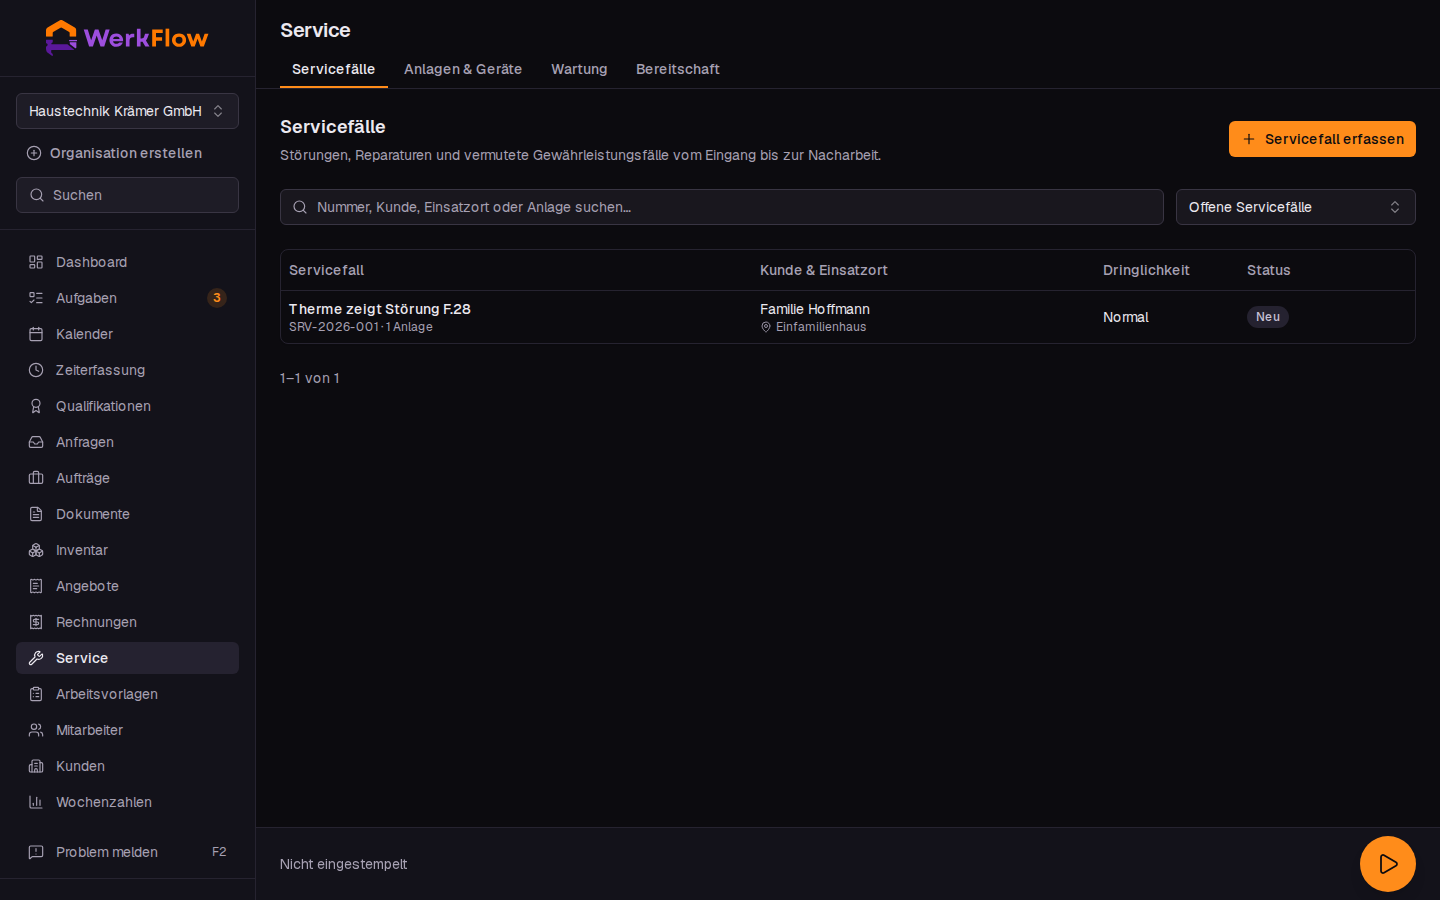 WerkFlow
Haustechnik Krämer GmbH
Organisation erstellen
Suchen
Dashboard
Aufgaben 3
Kalender
Zeiterfassung
Qualifikationen
Anfragen
Aufträge
Dokumente
Inventar
Angebote
Rechnungen
Service
Arbeitsvorlagen
Mitarbeiter
Kunden
Wochenzahlen
Problem melden F2
Service
Servicefälle Anlagen & Geräte Wartung Bereitschaft
Servicefälle
Störungen, Reparaturen und vermutete Gewährleistungsfälle vom Eingang bis zur Nacharbeit.
Servicefall erfassen
Nummer, Kunde, Einsatzort oder Anlage suchen...
Offene Servicefälle
Servicefall Kunde & Einsatzort Dringlichkeit Status
Therme zeigt Störung F.28 Familie Hoffmann Normal Neu
SRV-2026-001 · 1 Anlage Einfamilienhaus
1–1 von 1
Nicht eingestempelt